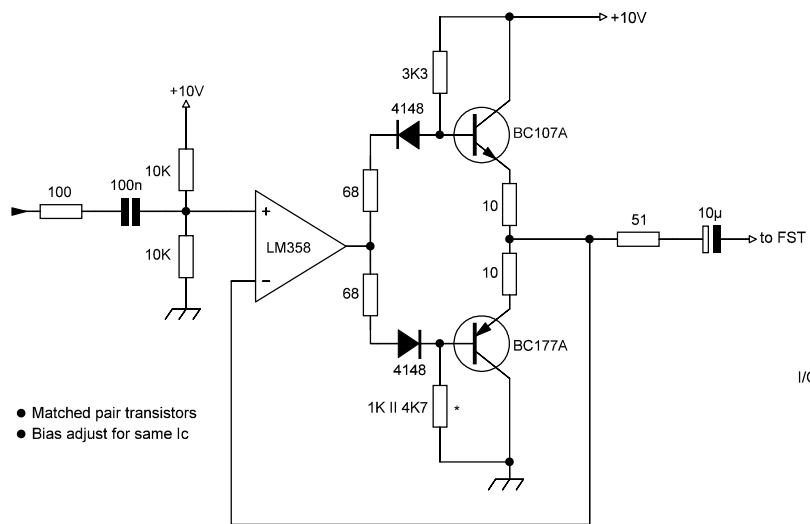 +10V
3K3
+10V
4148
BC107A
10K
100
100n
68
10
51
10µ
+
LM358
to FST
10K
−
68
10
BC177A
4148
I/C
1K II 4K7 *
● Matched pair transistors
● Bias adjust for same Ic